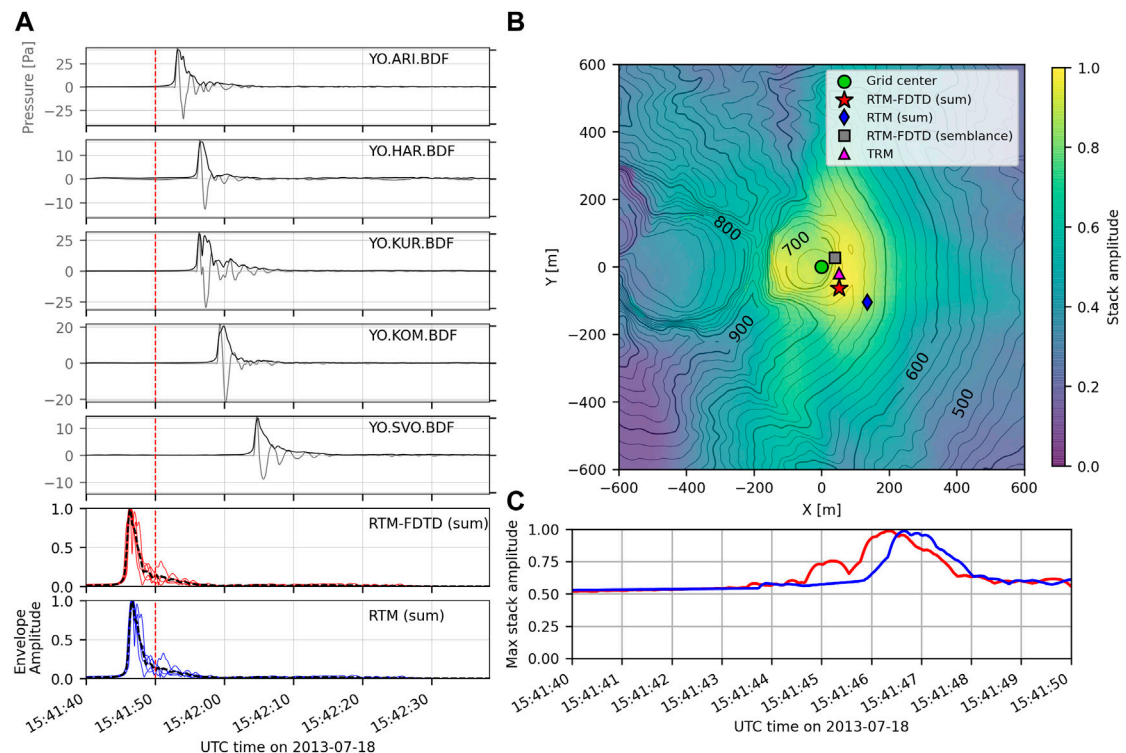 A
Pressure [Pa]
25
0
−25
YO.ARI.BDF
10
0
−10
YO.HAR.BDF
25
0
−25
YO.KUR.BDF
20
0
−20
YO.KOM.BDF
10
0
−10
YO.SVO.BDF
1.0
0.5
0.0
RTM-FDTD (sum)
Envelope
Amplitude
1.0
0.5
0.0
RTM (sum)
15:41:40
15:41:50
15:42:00
15:42:10
15:42:20
15:42:30
UTC time on 2013-07-18
B
Y [m]
600
400
200
0
−200
−400
−600
Grid center
RTM-FDTD (sum)
RTM (sum)
RTM-FDTD (semblance)
TRM
800
700
900
600
500
−600
−400
−200
0
200
400
600
X [m]
1.0
0.8
0.6
0.4
0.2
0.0
Stack amplitude
C
Max stack amplitude
1.00
0.75
0.50
0.25
0.00
15:41:40
15:41:41
15:41:42
15:41:43
15:41:44
15:41:45
15:41:46
15:41:47
15:41:48
15:41:49
15:41:50
UTC time on 2013-07-18